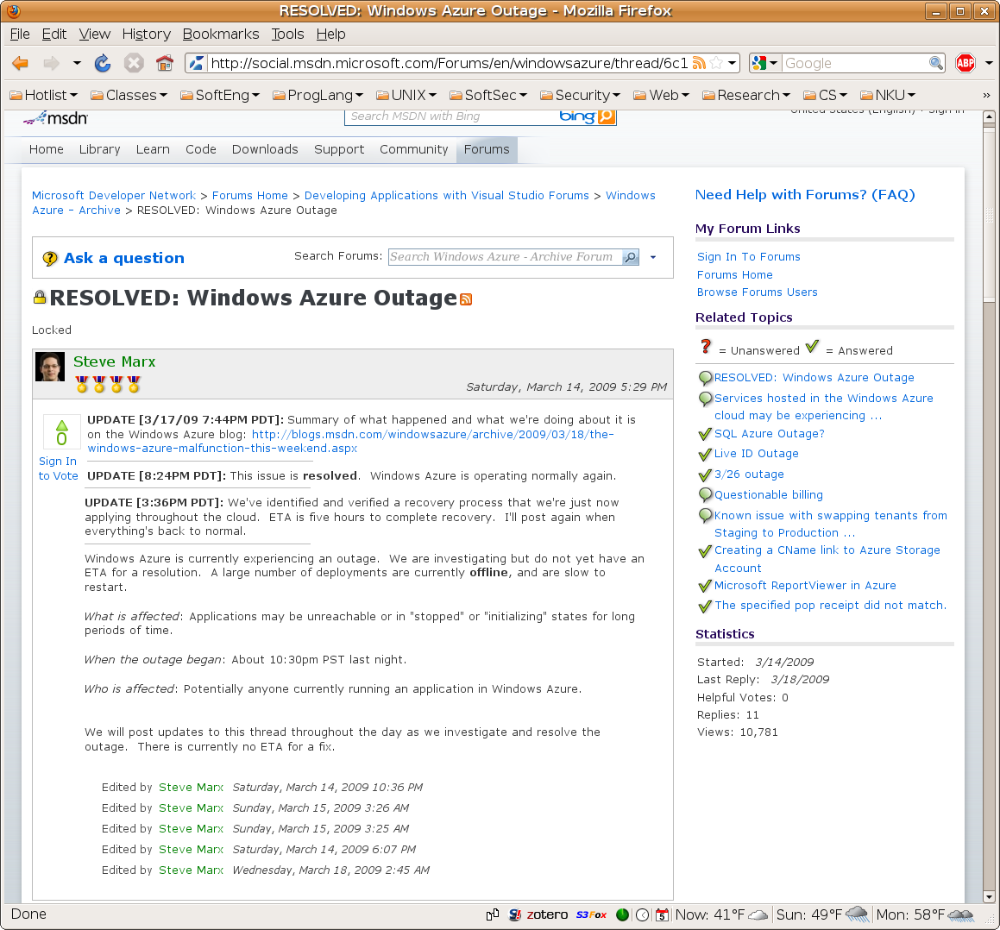 RESOLVED: Windows Azure Outage - Mozilla Firefox
File Edit View History Bookmarks Tools Help
http://social.msdn.microsoft.com/Forums/en/windowsazure/thread/6c1 Google ABP
Hotlist Classes SoftEng ProgLang UNIX SoftSec Security Web Research CS NKU »
msdn Search MSDN with Bing bing United States (English) · Sign in
Home Library Learn Code Downloads Support Community Forums
Microsoft Developer Network > Forums Home > Developing Applications with Visual Studio Forums > Windows
Azure – Archive > RESOLVED: Windows Azure Outage
Ask a question Search Forums: Search Windows Azure - Archive Forum
RESOLVED: Windows Azure Outage
Locked
Steve Marx
Saturday, March 14, 2009 5:29 PM
0
Sign In
to Vote
UPDATE [3/17/09 7:44PM PDT]: Summary of what happened and what we're doing about it is
on the Windows Azure blog: http://blogs.msdn.com/windowsazure/archive/2009/03/18/the-
windows-azure-malfunction-this-weekend.aspx
UPDATE [8:24PM PDT]: This issue is resolved. Windows Azure is operating normally again.
UPDATE [3:36PM PDT]: We've identified and verified a recovery process that we're just now
applying throughout the cloud. ETA is five hours to complete recovery. I'll post again when
everything's back to normal.
Windows Azure is currently experiencing an outage. We are investigating but do not yet have an
ETA for a resolution. A large number of deployments are currently offline, and are slow to
restart.
What is affected: Applications may be unreachable or in "stopped" or "initializing" states for long
periods of time.
When the outage began: About 10:30pm PST last night.
Who is affected: Potentially anyone currently running an application in Windows Azure.
We will post updates to this thread throughout the day as we investigate and resolve the
outage. There is currently no ETA for a fix.
Edited by Steve Marx Saturday, March 14, 2009 10:36 PM
Edited by Steve Marx Sunday, March 15, 2009 3:26 AM
Edited by Steve Marx Sunday, March 15, 2009 3:25 AM
Edited by Steve Marx Saturday, March 14, 2009 6:07 PM
Edited by Steve Marx Wednesday, March 18, 2009 2:45 AM
Need Help with Forums? (FAQ)
My Forum Links
Sign In To Forums
Forums Home
Browse Forums Users
Related Topics
? = Unanswered = Answered
RESOLVED: Windows Azure Outage
Services hosted in the Windows Azure
cloud may be experiencing ...
SQL Azure Outage?
Live ID Outage
3/26 outage
Questionable billing
Known issue with swapping tenants from
Staging to Production ...
Creating a CName link to Azure Storage
Account
Microsoft ReportViewer in Azure
The specified pop receipt did not match.
Statistics
Started: 3/14/2009
Last Reply: 3/18/2009
Helpful Votes: 0
Replies: 11
Views: 10,781
Done zotero S3Fox 5 Now: 41°F Sun: 49°F Mon: 58°F